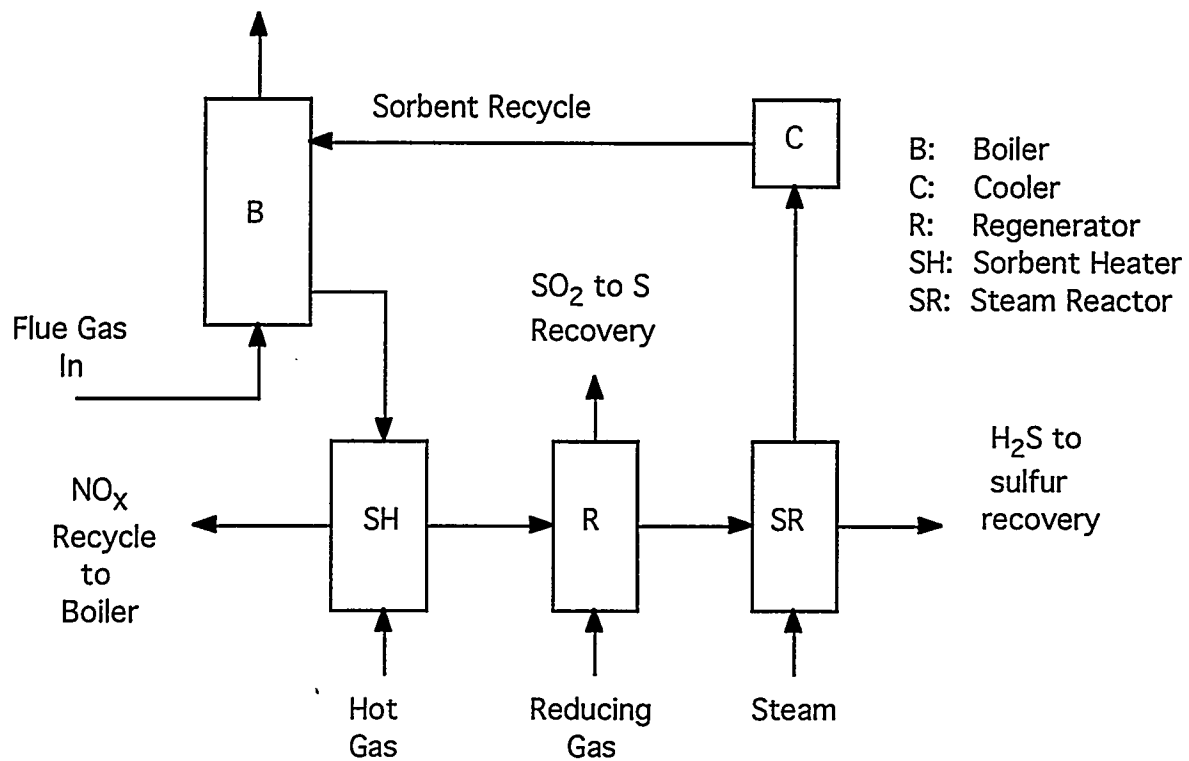 Sorbent Recycle
C
B: Boiler
C: Cooler
R: Regenerator
SH: Sorbent Heater
SR: Steam Reactor
B
SO2 to S
Recovery
Flue Gas
In
H2S to
sulfur
recovery
NOX
Recycle
to
Boiler
SH
R
SR
Hot
Gas
Reducing
Gas
Steam